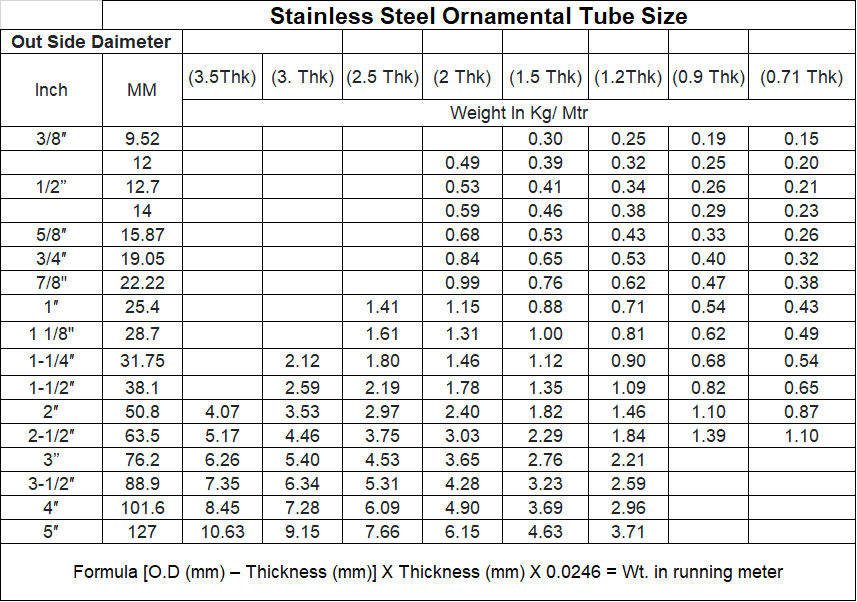 Stainless Steel Ornamental Tube Size
Out Side Daimeter
Inch MM (3.5Thk) (3. Thk) (2.5 Thk) (2 Thk) (1.5 Thk) (1.2Thk) (0.9 Thk) (0.71 Thk)
Weight In Kg/ Mtr
3/8″ 9.52 0.30 0.25 0.19 0.15
12 0.49 0.39 0.32 0.25 0.20
1/2” 12.7 0.53 0.41 0.34 0.26 0.21
14 0.59 0.46 0.38 0.29 0.23
5/8″ 15.87 0.68 0.53 0.43 0.33 0.26
3/4″ 19.05 0.84 0.65 0.53 0.40 0.32
7/8" 22.22 0.99 0.76 0.62 0.47 0.38
1″ 25.4 1.41 1.15 0.88 0.71 0.54 0.43
1 1/8" 28.7 1.61 1.31 1.00 0.81 0.62 0.49
1-1/4″ 31.75 2.12 1.80 1.46 1.12 0.90 0.68 0.54
1-1/2″ 38.1 2.59 2.19 1.78 1.35 1.09 0.82 0.65
2″ 50.8 4.07 3.53 2.97 2.40 1.82 1.46 1.10 0.87
2-1/2″ 63.5 5.17 4.46 3.75 3.03 2.29 1.84 1.39 1.10
3” 76.2 6.26 5.40 4.53 3.65 2.76 2.21
3-1/2″ 88.9 7.35 6.34 5.31 4.28 3.23 2.59
4″ 101.6 8.45 7.28 6.09 4.90 3.69 2.96
5″ 127 10.63 9.15 7.66 6.15 4.63 3.71
Formula [O.D (mm) – Thickness (mm)] X Thickness (mm) X 0.0246 = Wt. in running meter